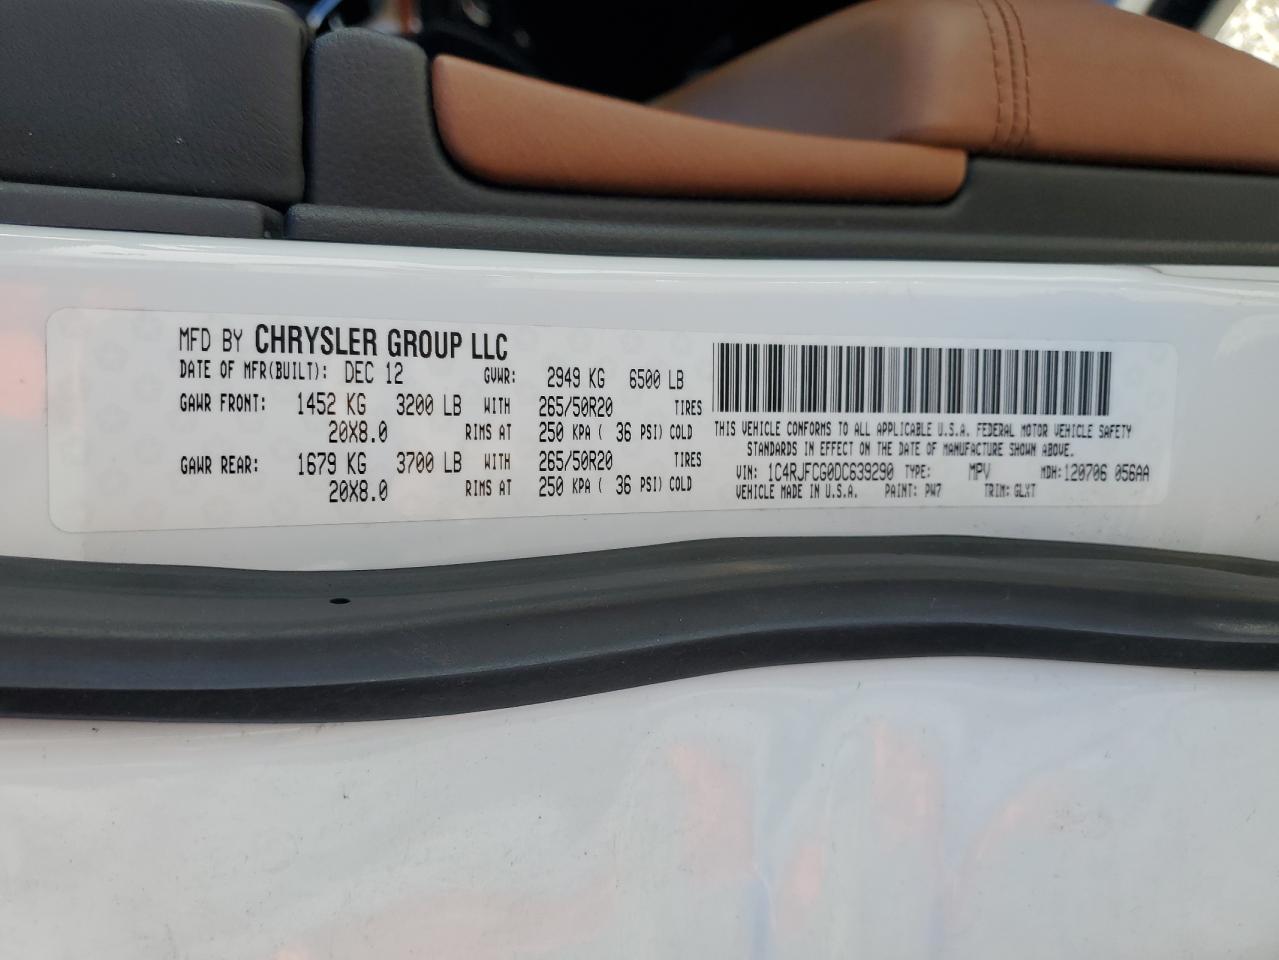 MFD BY CHRYSLER GROUP LLC
DATE OF MFR(BUILT): DEC 12 GVWR: 2949 KG 6500 LB
GAWR FRONT: 1452 KG 3200 LB WITH 265/50R20 TIRES
20X8.0 RIMS AT 250 KPA ( 36 PSI) COLD
GAWR REAR: 1679 KG 3700 LB WITH 265/50R20 TIRES
20X8.0 RIMS AT 250 KPA ( 36 PSI) COLD
THIS VEHICLE CONFORMS TO ALL APPLICABLE U.S.A. FEDERAL MOTOR VEHICLE SAFETY
STANDARDS IN EFFECT ON THE DATE OF MANUFACTURE SHOWN ABOVE.
VIN: 1C4RJFCG0DC639290 TYPE: MPV MDH: 120706 056AA
VEHICLE MADE IN U.S.A. PAINT: PW7 TRIM: GLXT